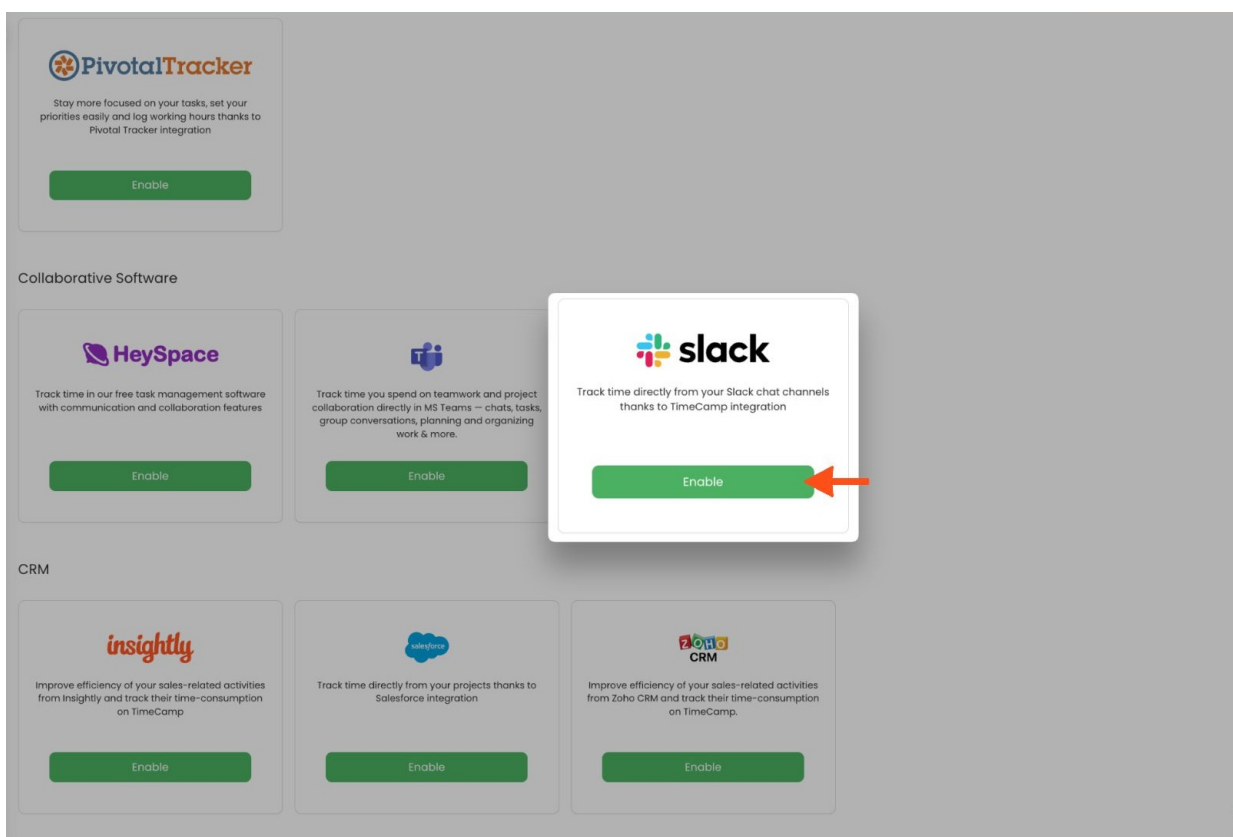 PivotalTracker
Stay more focused on your tasks, set your
priorities easily and log working hours thanks to
Pivotal Tracker integration
Enable
Collaborative Software
HeySpace
Track time in our free task management software
with communication and collaboration features
Enable
T
Track time you spend on teamwork and project
collaboration directly in MS Teams — chats, tasks,
group conversations, planning and organizing
work & more.
Enable
slack
Track time directly from your Slack chat channels
thanks to TimeCamp integration
Enable
CRM
insightly
Improve efficiency of your sales-related activities
from Insightly and track their time-consumption
on TimeCamp
Enable
salesforce
Track time directly from your projects thanks to
Salesforce integration
Enable
ZOHO
CRM
Improve efficiency of your sales-related activities
from Zoho CRM and track their time-consumption
on TimeCamp.
Enable